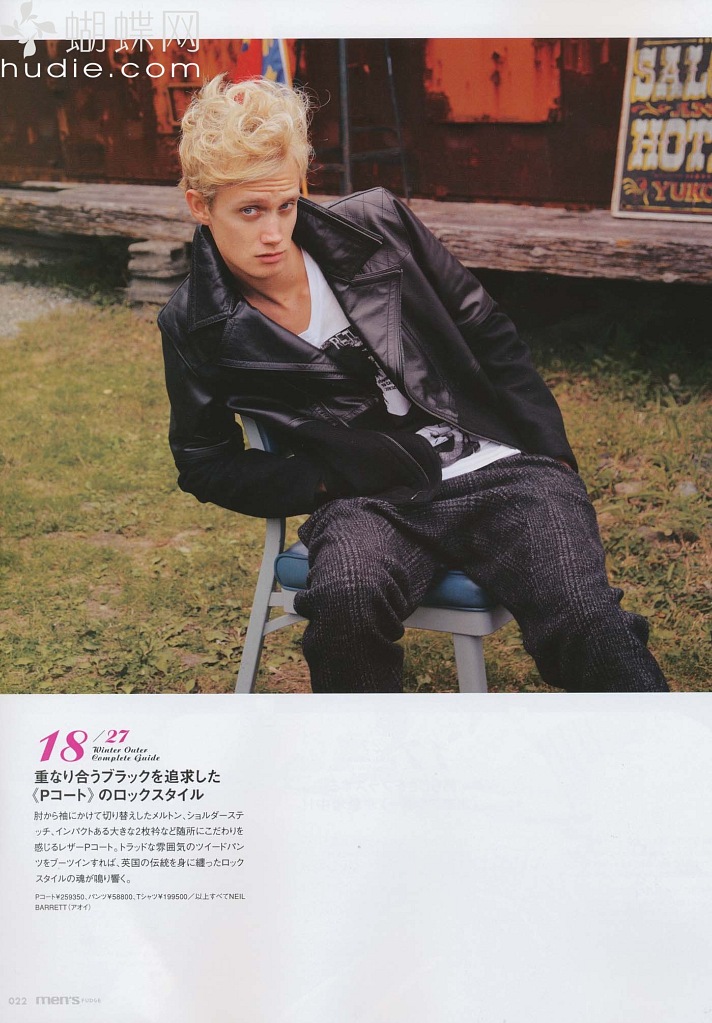 蝴蝶网
hudie.com
SAL
HOT
YUKO
18/27
Winter Outer
Complete Guide
重なり合うブラックを追求した
《Pコート》のロックスタイル
肘から袖にかけて切り替えしたメルトン、ショルダーステ
ッチ、インパクトある大きな2枚衿など随所にこだわりを
感じるレザーPコート。トラッドな雰囲気のツイードパン
ツをブーツインすれば、英国の伝統を身に纏ったロック
スタイルの魂が鳴り響く。
Pコート¥259350、パンツ¥58800、Tシャツ¥199500／以上すべてNEIL
BARRETT（アオイ）
022 men's FUDGE